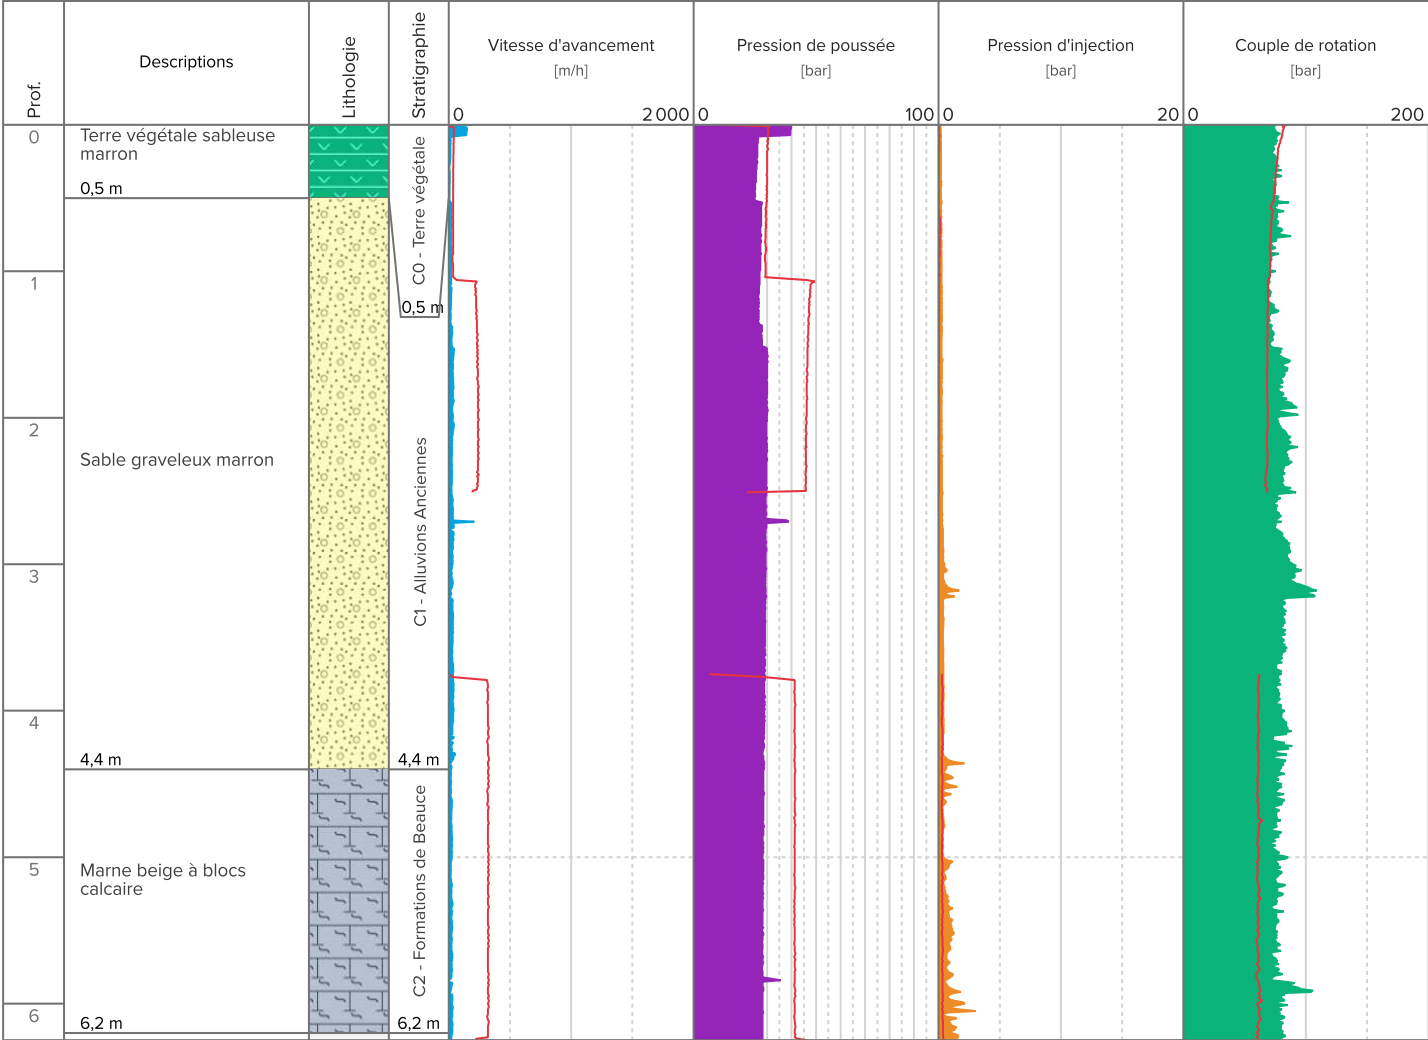 Prof.
Descriptions
Lithologie
Stratigraphie
Vitesse d'avancement
[m/h]
0
2 000
Pression de poussée
[bar]
0
100
Pression d'injection
[bar]
0
20
Couple de rotation
[bar]
0
200
0
Terre végétale sableuse
marron
0,5 m
C0 - Terre végétale
0,5 m
1
2
Sable graveleux marron
C1 - Alluvions Anciennes
3
4
4,4 m
4,4 m
5
Marne beige à blocs
calcaire
C2 - Formations de Beauce
6
6,2 m
6,2 m